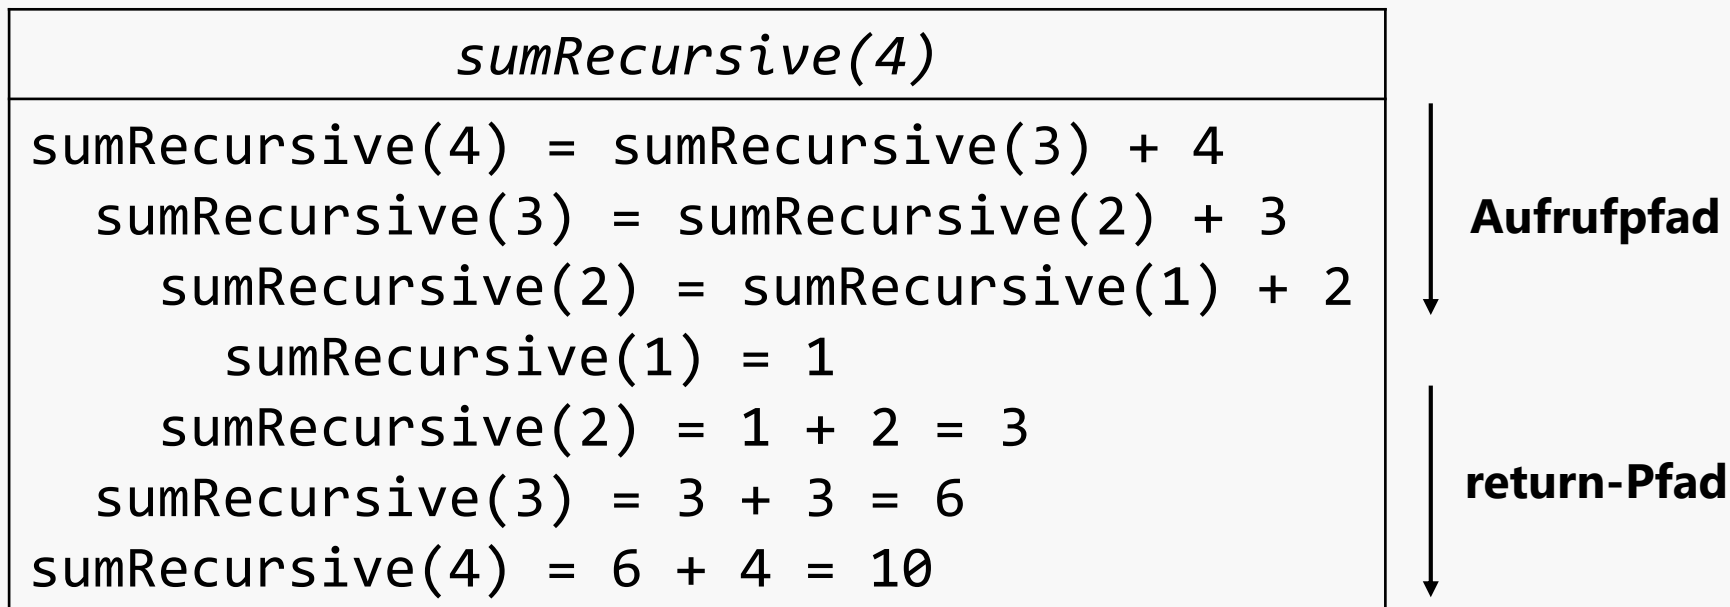 sumRecursive(4)
sumRecursive(4) = sumRecursive(3) + 4
sumRecursive(3) = sumRecursive(2) + 3
sumRecursive(2) = sumRecursive(1) + 2
sumRecursive(1) = 1
sumRecursive(2) = 1 + 2 = 3
sumRecursive(3) = 3 + 3 = 6
sumRecursive(4) = 6 + 4 = 10
Aufrufpfad
return-Pfad